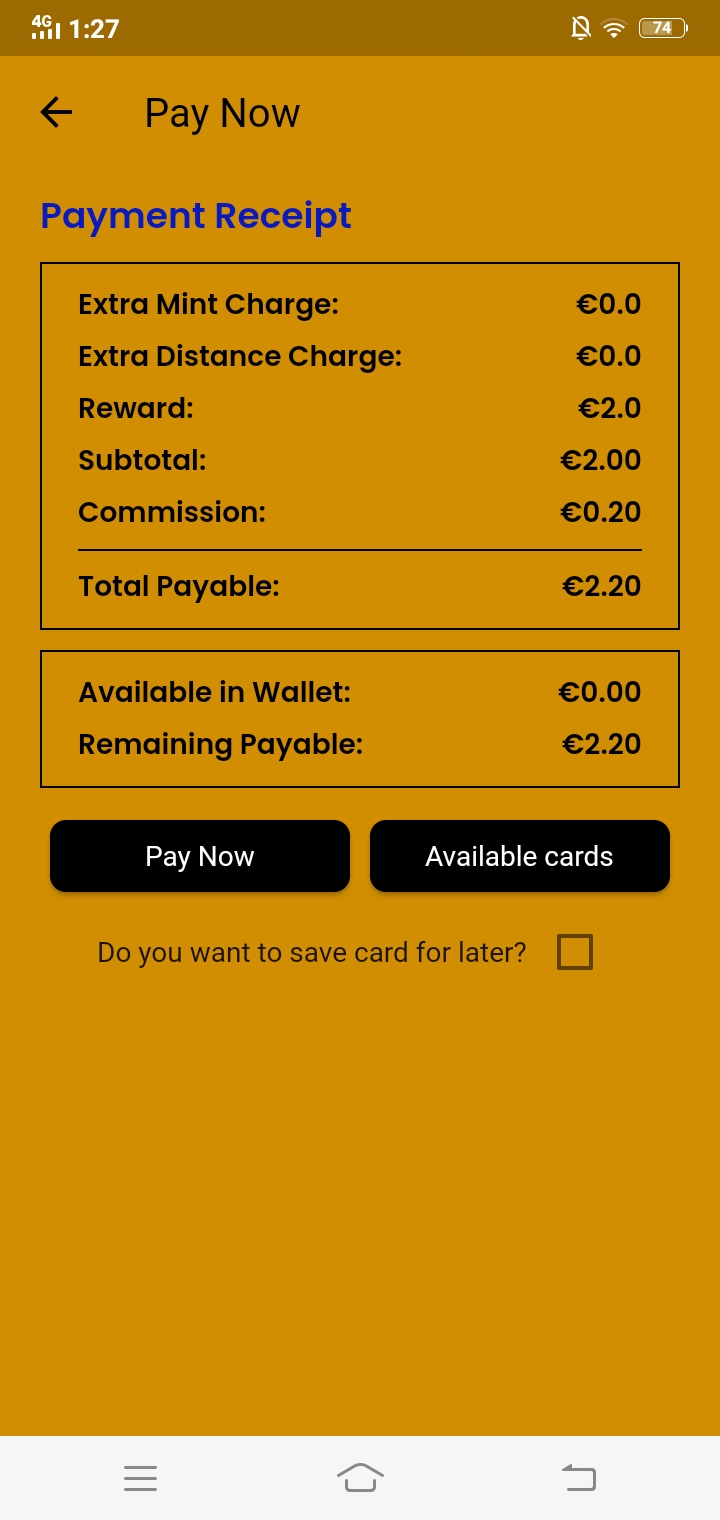 4G 1:27 74
Pay Now
Payment Receipt
Extra Mint Charge: €0.0
Extra Distance Charge: €0.0
Reward: €2.0
Subtotal: €2.00
Commission: €0.20
Total Payable: €2.20
Available in Wallet: €0.00
Remaining Payable: €2.20
Pay Now Available cards
Do you want to save card for later?